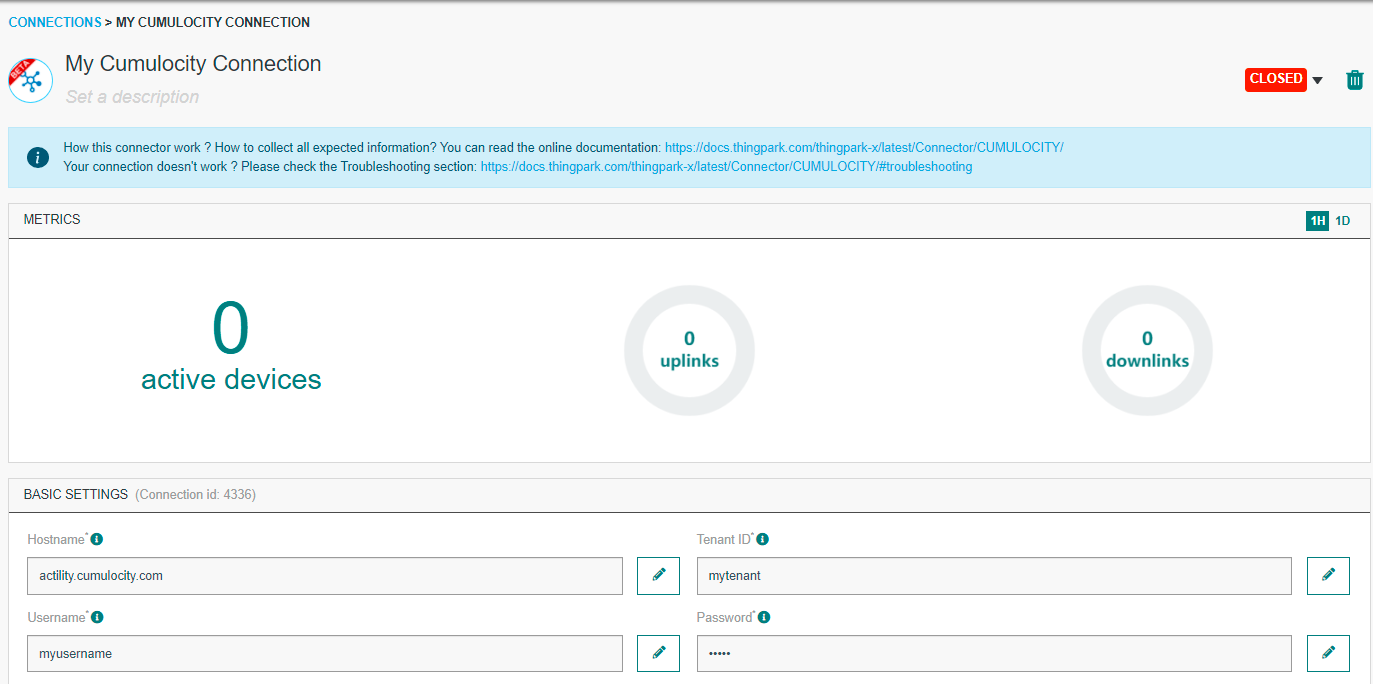 CONNECTIONS > MY CUMULOCITY CONNECTION
BETA
My Cumulocity Connection
Set a description
CLOSED
How this connector work ? How to collect all expected information? You can read the online documentation: https://docs.thingpark.com/thingpark-x/latest/Connector/CUMULOCITY/
Your connection doesn't work ? Please check the Troubleshooting section: https://docs.thingpark.com/thingpark-x/latest/Connector/CUMULOCITY/#troubleshooting
METRICS 1H 1D
0
active devices
0
uplinks
0
downlinks
BASIC SETTINGS (Connection id: 4336)
Hostname* Tenant ID*
actility.cumulocity.com mytenant
Username* Password*
myusername •••••